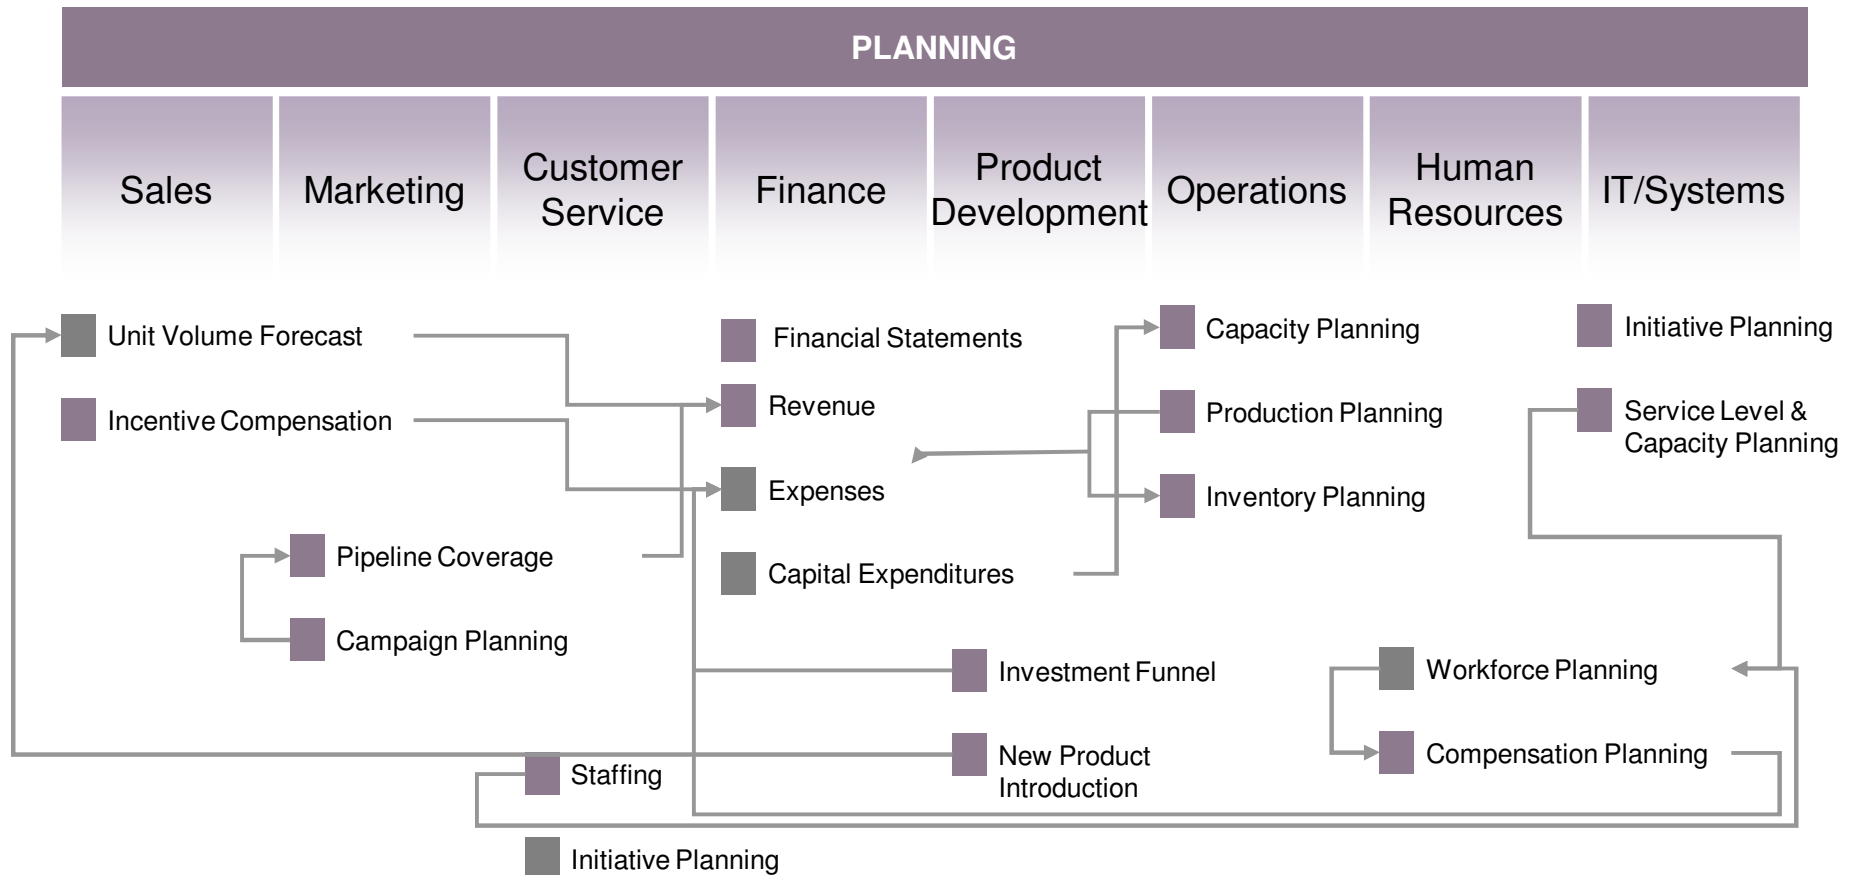 PLANNING
Sales
Marketing
Customer
Service
Finance
Product
Development
Operations
Human
Resources
IT/Systems
Unit Volume Forecast
Incentive Compensation
Pipeline Coverage
Campaign Planning
Staffing
Initiative Planning
Financial Statements
Revenue
Expenses
Capital Expenditures
Investment Funnel
New Product
Introduction
Capacity Planning
Production Planning
Inventory Planning
Workforce Planning
Compensation Planning
Initiative Planning
Service Level &
Capacity Planning